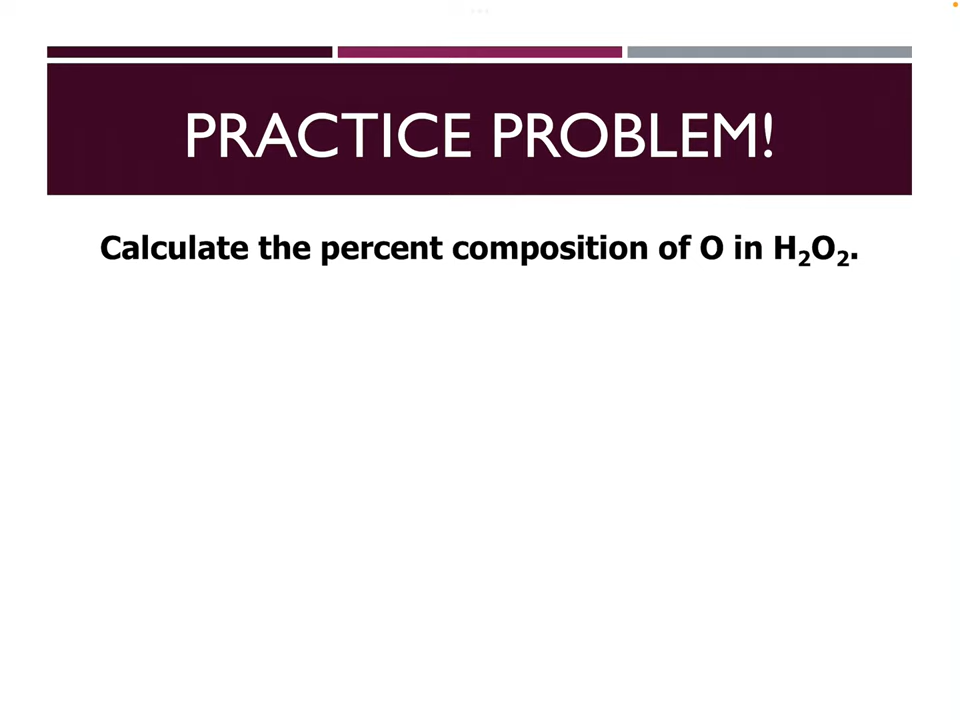 PRACTICE PROBLEM!
Calculate the percent composition of O in H₂O₂.